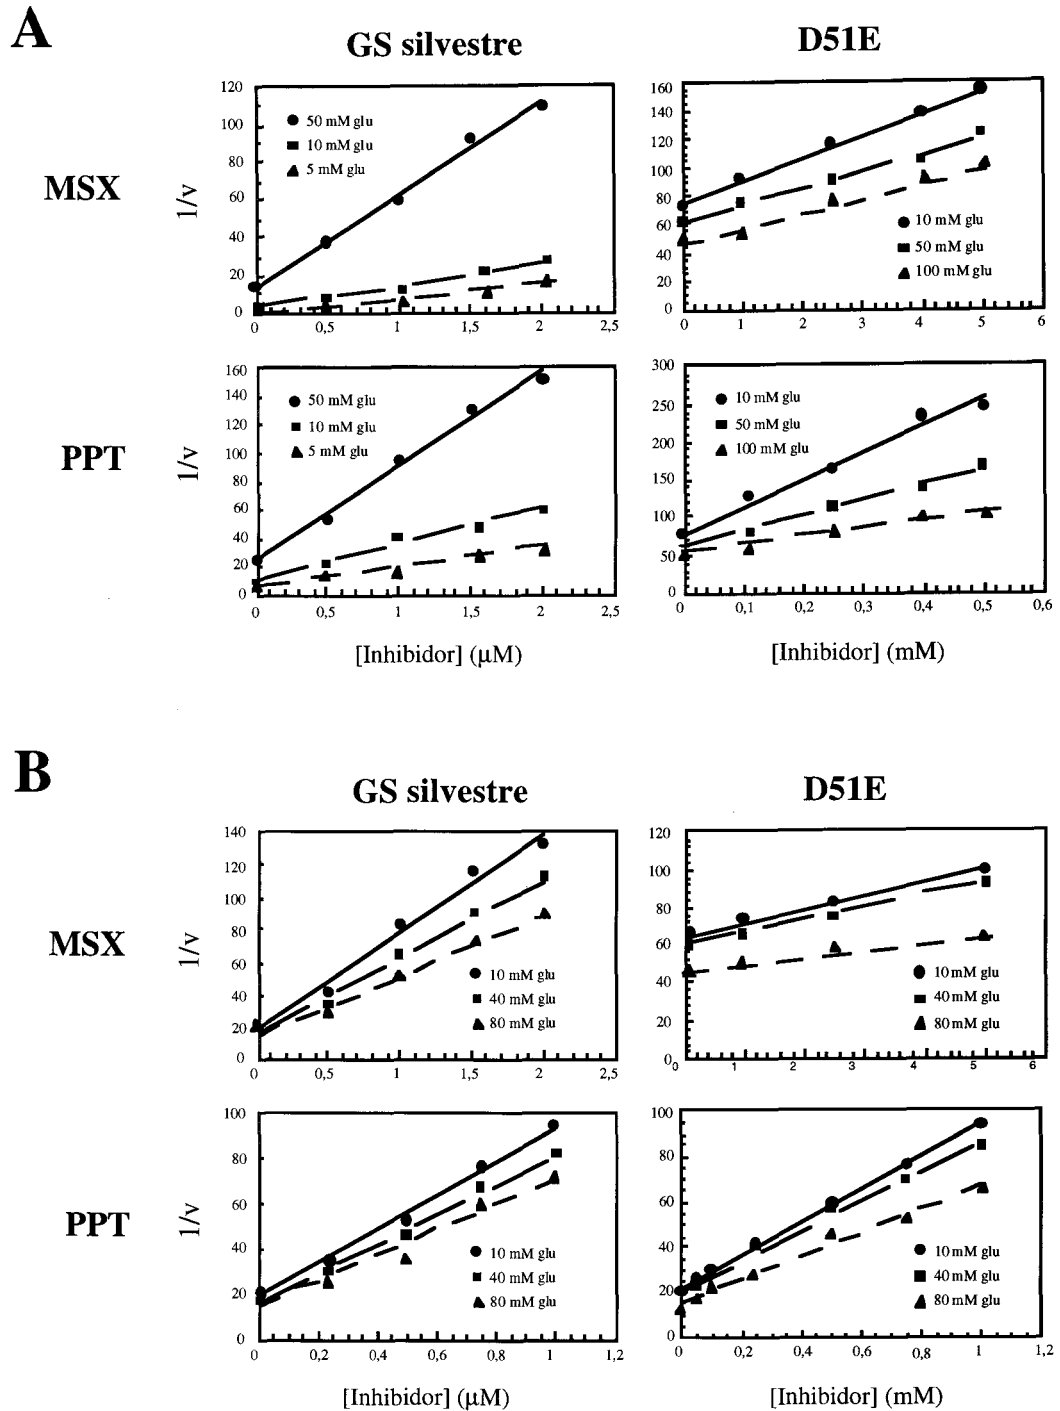 A
GS silvestre
D51E
MSX
1/v
120
100
80
60
40
20
0
50 mM glu
10 mM glu
5 mM glu
0 0,5 1 1,5 2 2,5
160
140
120
100
80
60
40
20
0
10 mM glu
50 mM glu
100 mM glu
0 1 2 3 4 5 6
PPT
1/v
160
140
120
100
80
60
40
20
0
50 mM glu
10 mM glu
5 mM glu
0 0,5 1 1,5 2 2,5
[Inhibidor] (µM)
300
250
200
150
100
50
0
10 mM glu
50 mM glu
100 mM glu
0 0,1 0,2 0,3 0,4 0,5 0,6
[Inhibidor] (mM)
B
GS silvestre
D51E
MSX
1/v
140
120
100
80
60
40
20
0
10 mM glu
40 mM glu
80 mM glu
0 0,5 1 1,5 2 2,5
120
100
80
60
40
20
0
10 mM glu
40 mM glu
80 mM glu
0 1 2 3 4 5 6
PPT
1/v
100
80
60
40
20
0
10 mM glu
40 mM glu
80 mM glu
0 0,2 0,4 0,6 0,8 1 1,2
[Inhibidor] (µM)
100
80
60
40
20
0
10 mM glu
40 mM glu
80 mM glu
0 0,2 0,4 0,6 0,8 1 1,2
[Inhibidor] (mM)